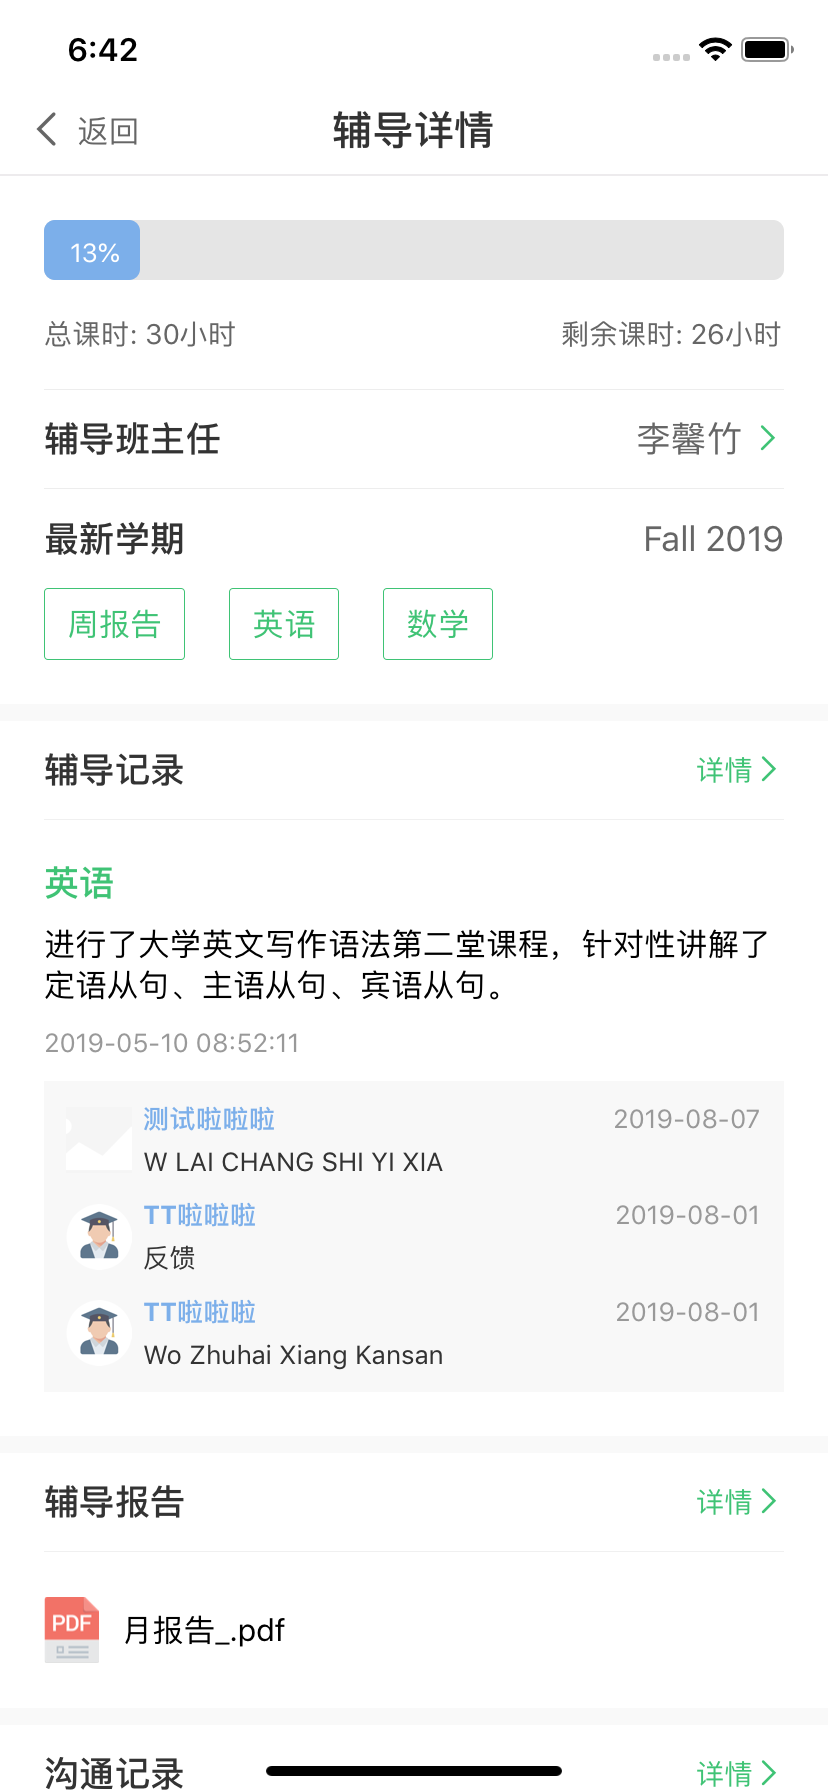 6:42
返回
辅导详情
13%
总课时: 30小时
剩余课时: 26小时
辅导班主任
李馨竹
最新学期
Fall 2019
周报告
英语
数学
辅导记录
详情
英语
进行了大学英文写作语法第二堂课程，针对性讲解了
定语从句、主语从句、宾语从句。
2019-05-10 08:52:11
测试啦啦啦
2019-08-07
W LAI CHANG SHI YI XIA
TT啦啦啦
2019-08-01
反馈
TT啦啦啦
2019-08-01
Wo Zhuhai Xiang Kansan
辅导报告
详情
PDF
月报告_.pdf
沟通记录
详情